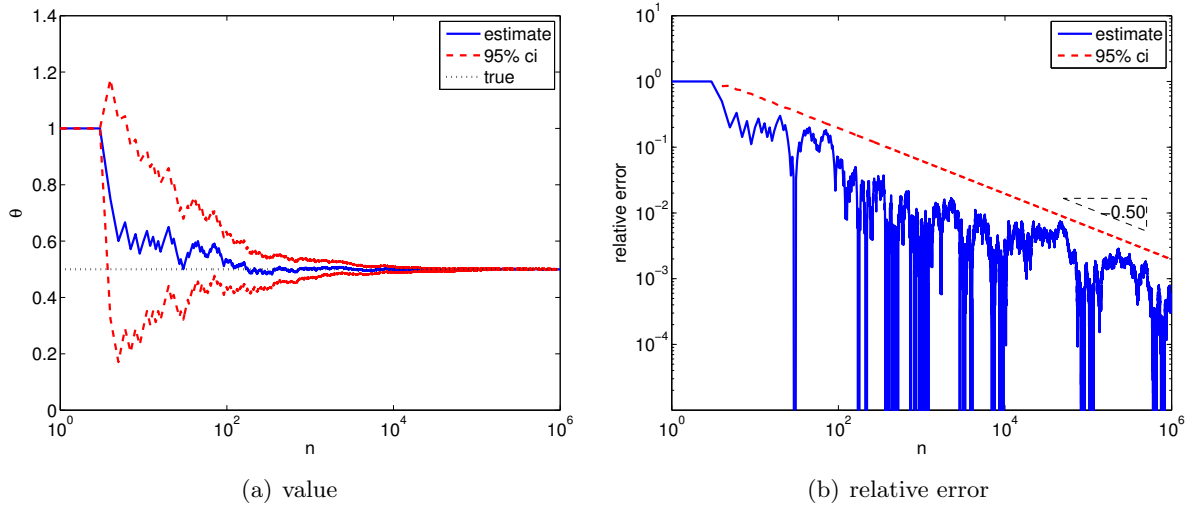 1.4
1.2
1
0.8
0.6
0.4
0.2
0
θ
10^0
10^2
10^4
10^6
n
estimate
95% ci
true
(a) value
10^1
10^0
10^−1
10^−2
10^−3
10^−4
relative error
10^0
10^2
10^4
10^6
n
estimate
95% ci
−0.50
(b) relative error